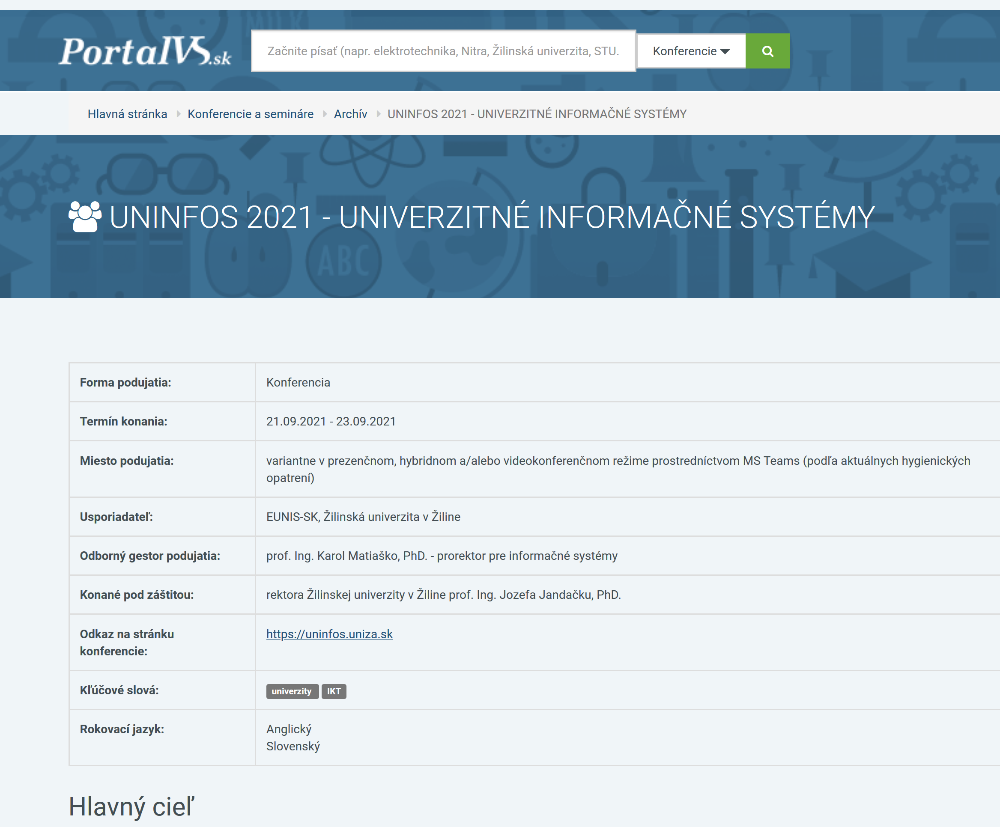 PortalVS.sk
Začnite písať (napr. elektrotechnika, Nitra, Žilinská univerzita, STU.
Konferencie
Hlavná stránka Konferencie a semináre Archív UNINFOS 2021 - UNIVERZITNÉ INFORMAČNÉ SYSTÉMY
UNINFOS 2021 - UNIVERZITNÉ INFORMAČNÉ SYSTÉMY
ABC
Forma podujatia: Konferencia
Termín konania: 21.09.2021 - 23.09.2021
Miesto podujatia: variantne v prezenčnom, hybridnom a/alebo videokonferenčnom režime prostredníctvom MS Teams (podľa aktuálnych hygienických
opatrení)
Usporiadateľ: EUNIS-SK, Žilinská univerzita v Žiline
Odborný gestor podujatia: prof. Ing. Karol Matiaško, PhD. - prorektor pre informačné systémy
Konané pod záštitou: rektora Žilinskej univerzity v Žiline prof. Ing. Jozefa Jandačku, PhD.
Odkaz na stránku
konferencie: https://uninfos.uniza.sk
Kľúčové slová: univerzity IKT
Rokovací jazyk: Anglický
Slovenský
Hlavný cieľ